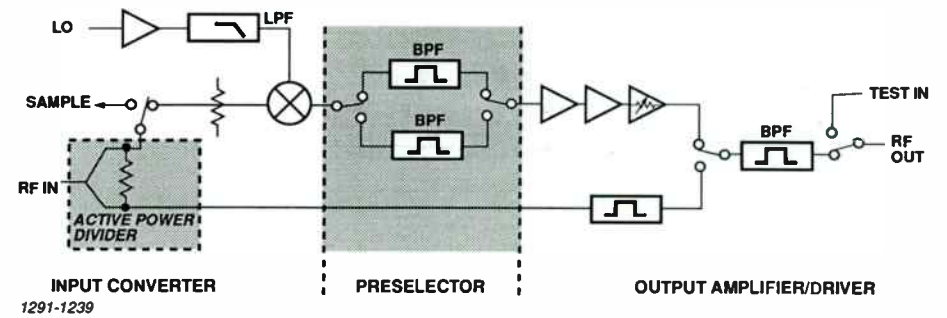 LO
LPF
BPF
SAMPLE
TEST IN
BPF
BPF
RF
OUT
RF IN
ACTIVE POWER
DIVIDER
INPUT CONVERTER
PRESELECTOR
OUTPUT AMPLIFIER/DRIVER
1291-1239